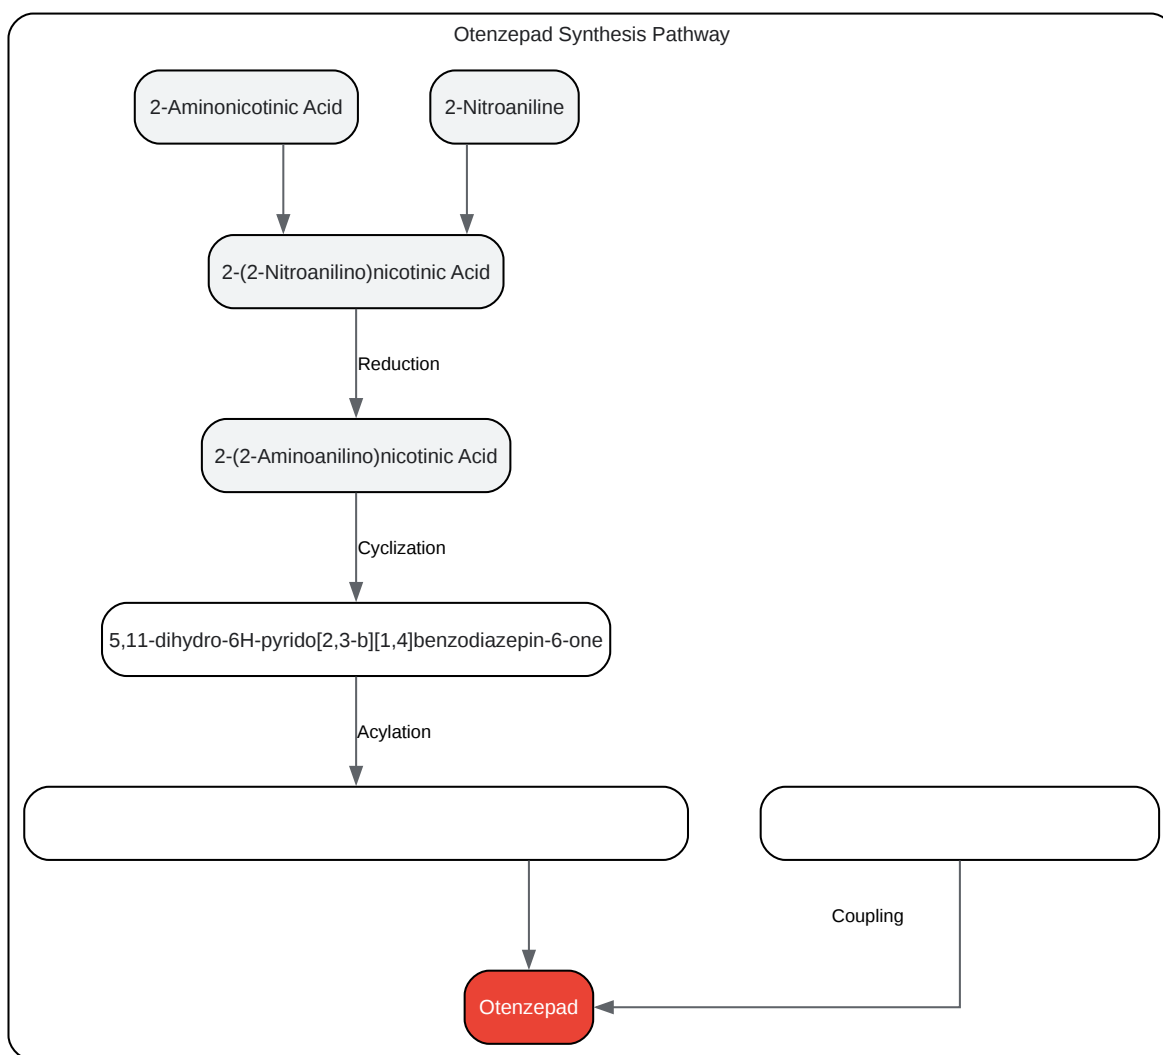 Otenzepad Synthesis Pathway
2-Aminonicotinic Acid
2-Nitroaniline
2-(2-Nitroanilino)nicotinic Acid
Reduction
2-(2-Aminoanilino)nicotinic Acid
Cyclization
5,11-dihydro-6H-pyrido[2,3-b][1,4]benzodiazepin-6-one
Acylation
Coupling
Otenzepad